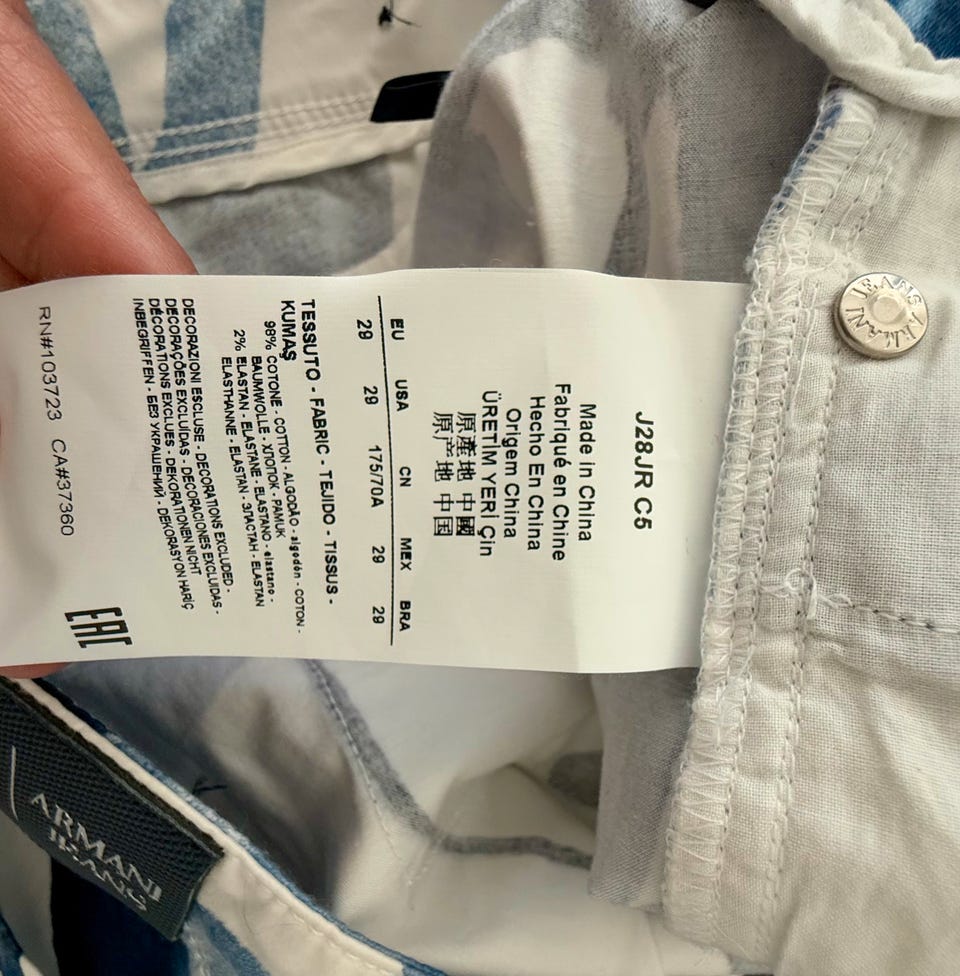 J28JR C5
Made in China
Fabriqué en Chine
Hecho En China
Origem China
ÜRETİM YERİ Çin
原產地 中國
原产地 中国
EU USA CN MEX BRA
29 29 175/70A 29 29
TESSUTO - FABRIC - TEJIDO - TISSUS -
KUMAŞ
98% COTONE - COTTON - ALGODÃO - algodón - COTON -
BAUMWOLLE - ХЛОПОК - PAMUK
2% ELASTAN - ELASTANE - ELASTANO - elastano -
ELASTHANNE - ELASTAN - ЭЛАСТАН - ELASTAN
DECORAZIONI ESCLUSE - DECORATIONS EXCLUDED -
DECORAÇÕES EXCLUÍDAS - DECORACIONES EXCLUIDAS -
DÉCORATIONS EXCLUES - DEKORATIONEN NICHT
INBEGRIFFEN - БЕЗ УКРАШЕНИЙ - DEKORASYON HARİÇ
RN#103723 CA#37360
EAC
ARMANI
JEANS
ARMANI JEANS